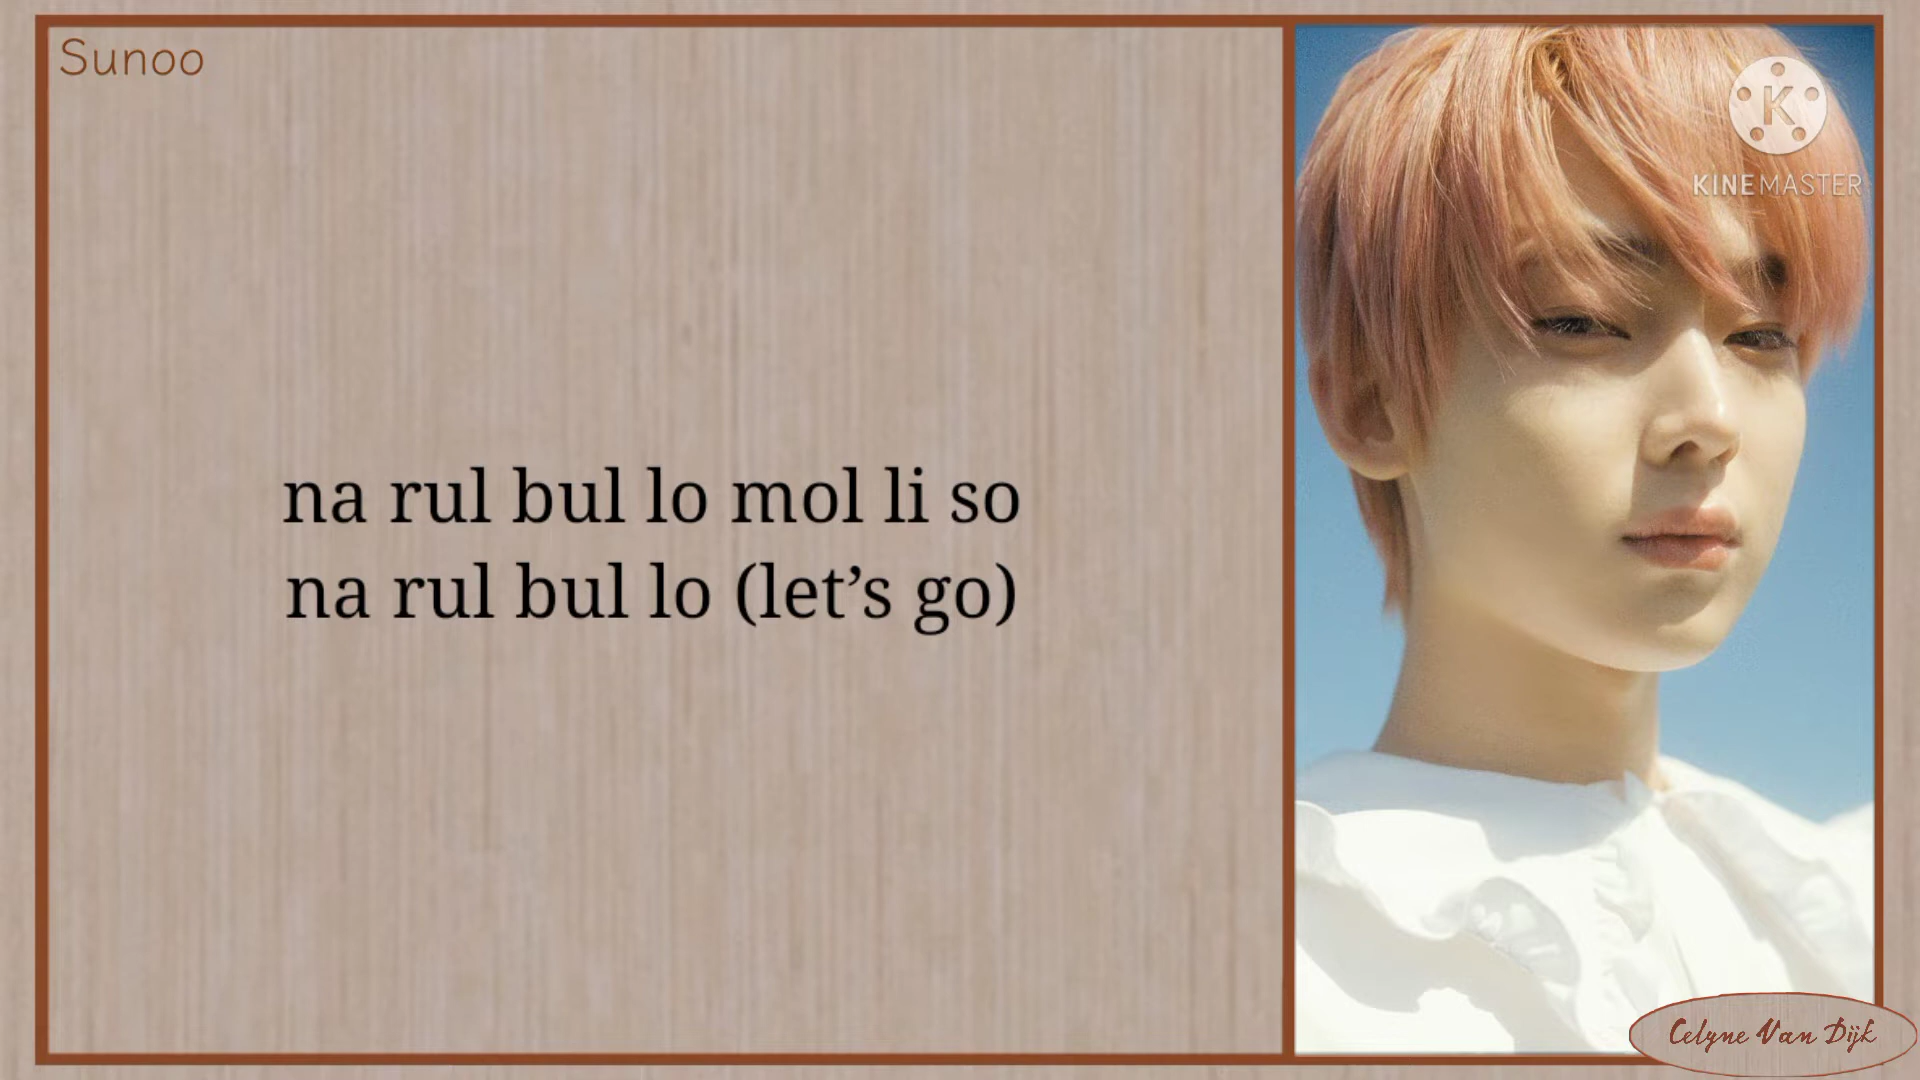 Sunoo
K
KINEMASTER
na rul bul lo mol li so
na rul bul lo (let’s go)
Celyne Van Dijk